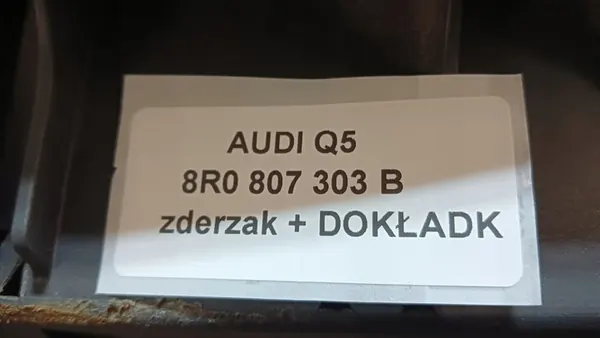 AUDI Q5
8R0 807 303 B
zderzak + DOKŁADK